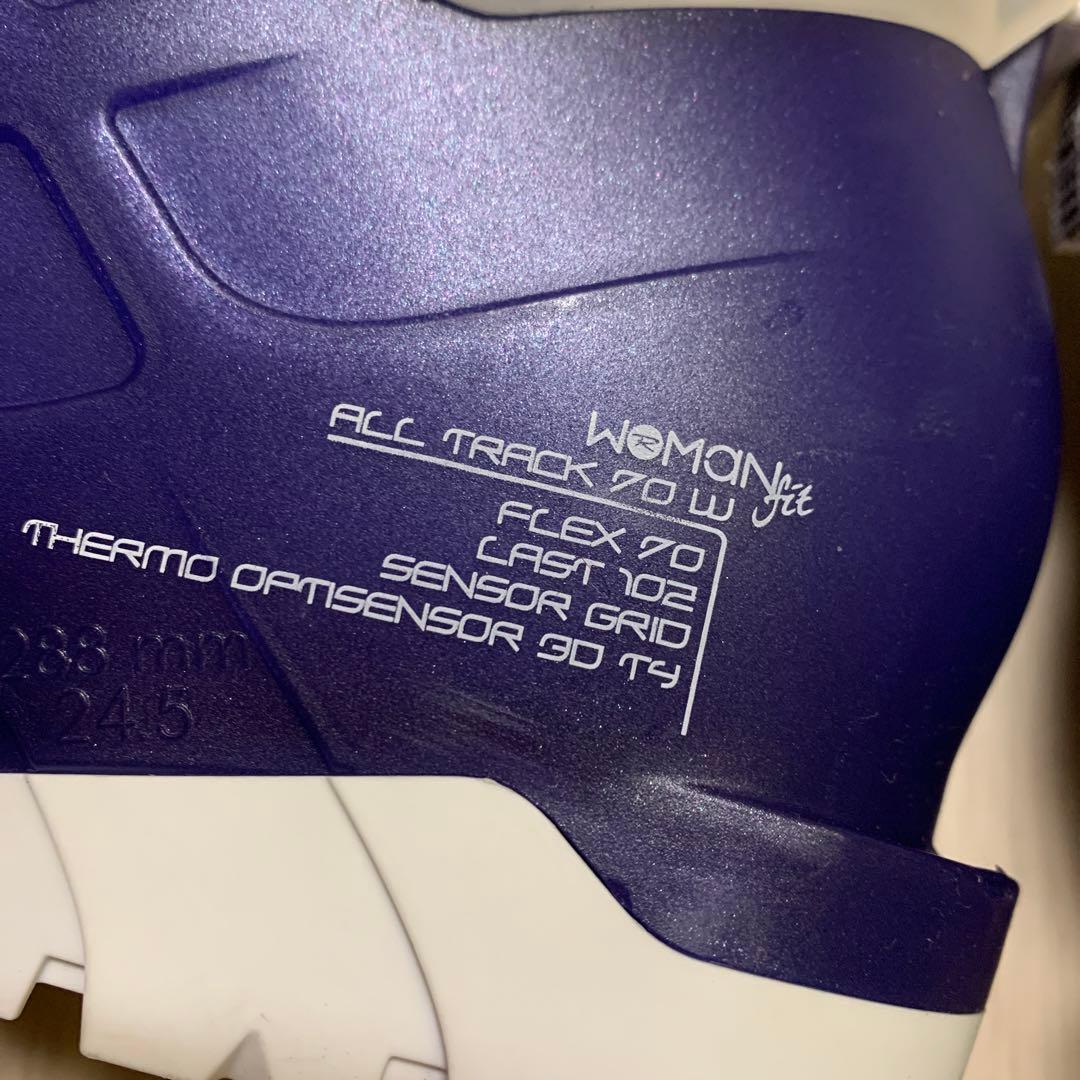 WOMAN fit
ALL TRACK 70 W
FLEX 70
LAST 102
SENSOR GRID
THERMO OPTISENSOR 3D T4
288 mm
24.5